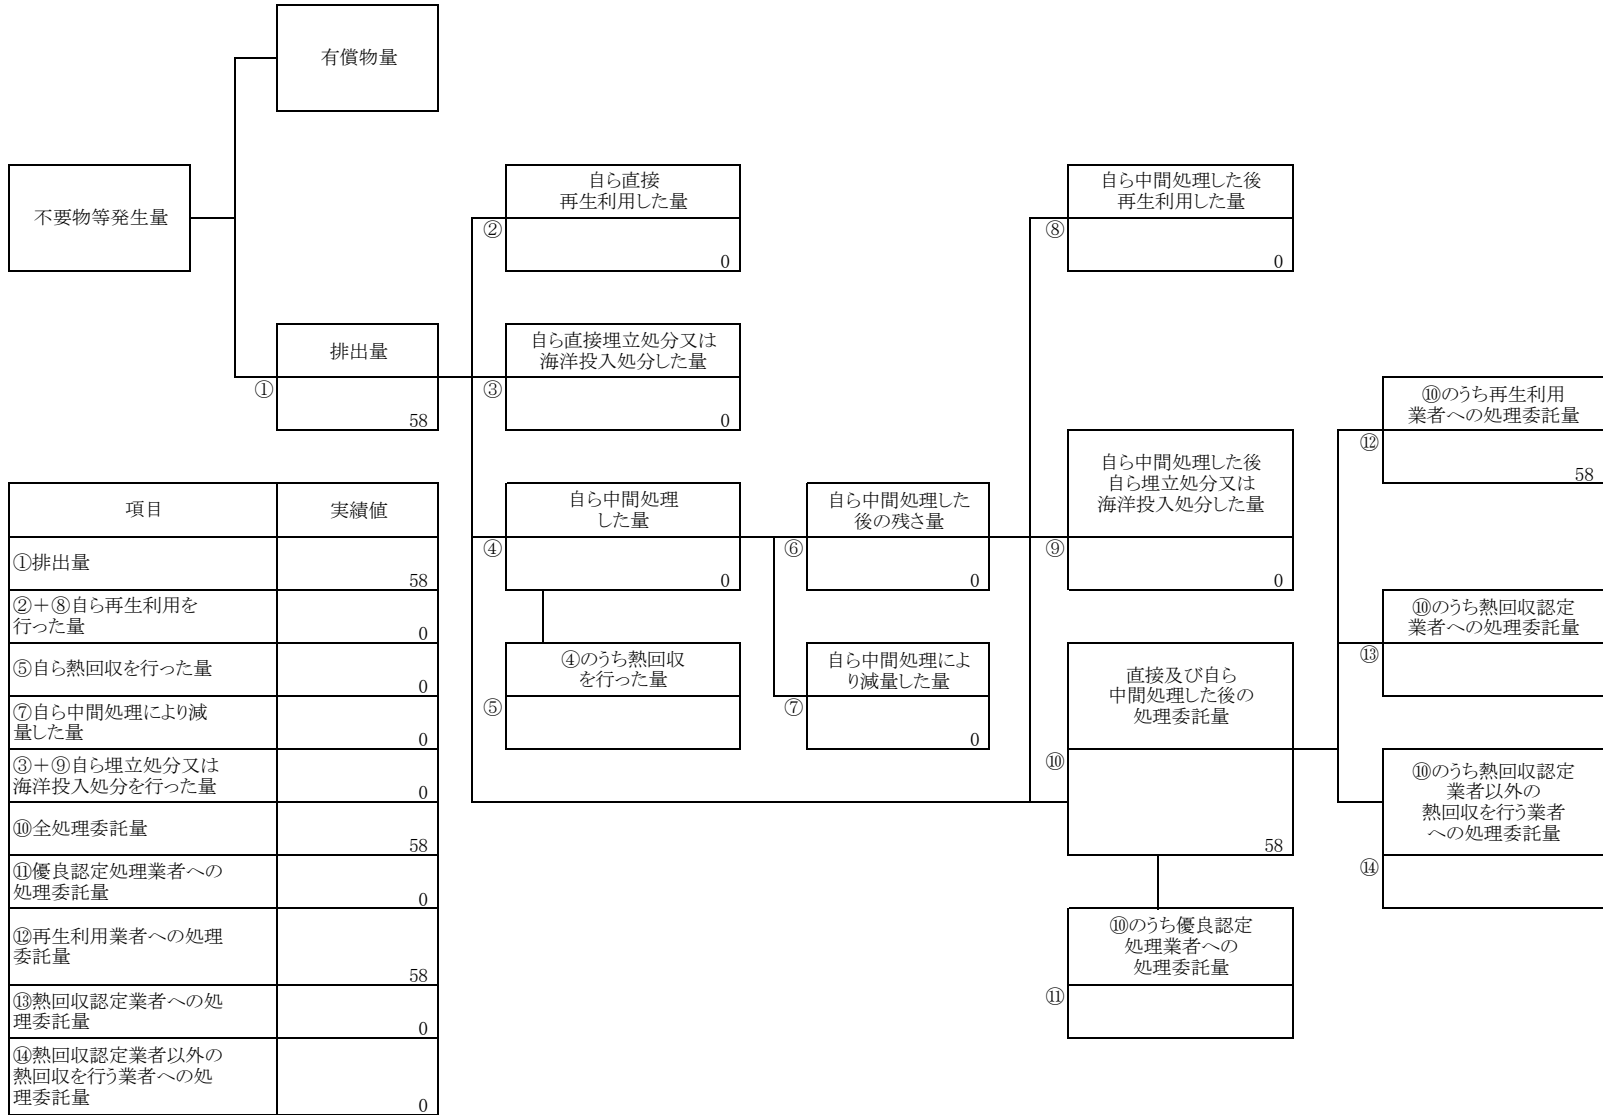 有償物量
不要物等発生量
自ら直接
再生利用した量
②
0
自ら中間処理した後
再生利用した量
⑧
0
排出量
①
58
自ら直接埋立処分又は
海洋投入処分した量
③
0
⑩のうち再生利用
業者への処理委託量
⑫
58
自ら中間処理
した量
④
0
自ら中間処理した
後の残さ量
⑥
0
自ら中間処理した後
自ら埋立処分又は
海洋投入処分した量
⑨
0
④のうち熱回収
を行った量
⑤
自ら中間処理によ
り減量した量
⑦
0
直接及び自ら
中間処理した後の
処理委託量
⑩
58
⑩のうち熱回収認定
業者への処理委託量
⑬
⑩のうち熱回収認定
業者以外の
熱回収を行う業者
への処理委託量
⑭
⑩のうち優良認定
処理業者への
処理委託量
⑪
項目 実績値
①排出量
58
②＋⑧自ら再生利用を
行った量
0
⑤自ら熱回収を行った量
0
⑦自ら中間処理により減
量した量
0
③＋⑨自ら埋立処分又は
海洋投入処分を行った量
0
⑩全処理委託量
58
⑪優良認定処理業者への
処理委託量
0
⑫再生利用業者への処理
委託量
58
⑬熱回収認定業者への処
理委託量
0
⑭熱回収認定業者以外の
熱回収を行う業者への処
理委託量
0